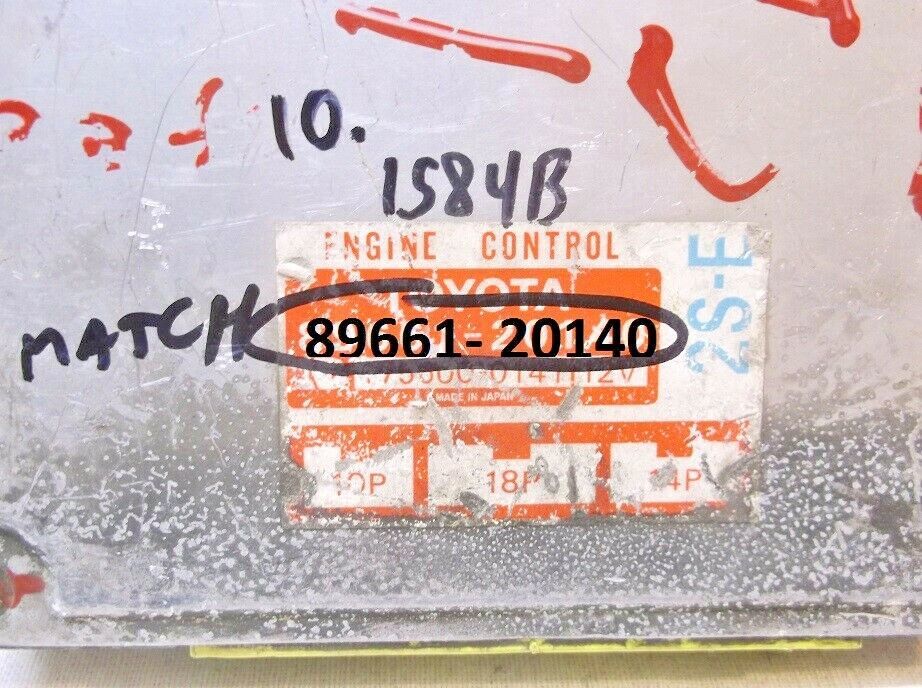 10.
1584B
ENGINE CONTROL
2S-E
TOYOTA
MATCH 89661-20140
MADE IN JAPAN
10P 18P 14P